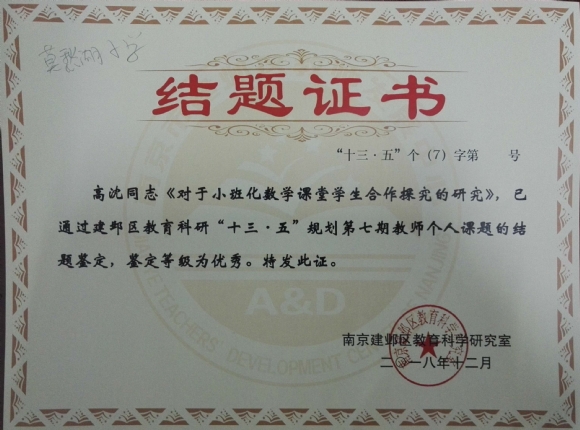 莫愁湖小学
结题证书
“十三·五”个（7）字第　　号
高沈同志《对于小班化数学课堂学生合作探究的研究》，已
通过建邺区教育科研“十三·五”规划第七期教师个人课题的结
题鉴定，鉴定等级为优秀。特发此证。
A&D
TEACHERS DEVELOPMENT
南京建邺区教育科学研究室
二〇一八年十二月